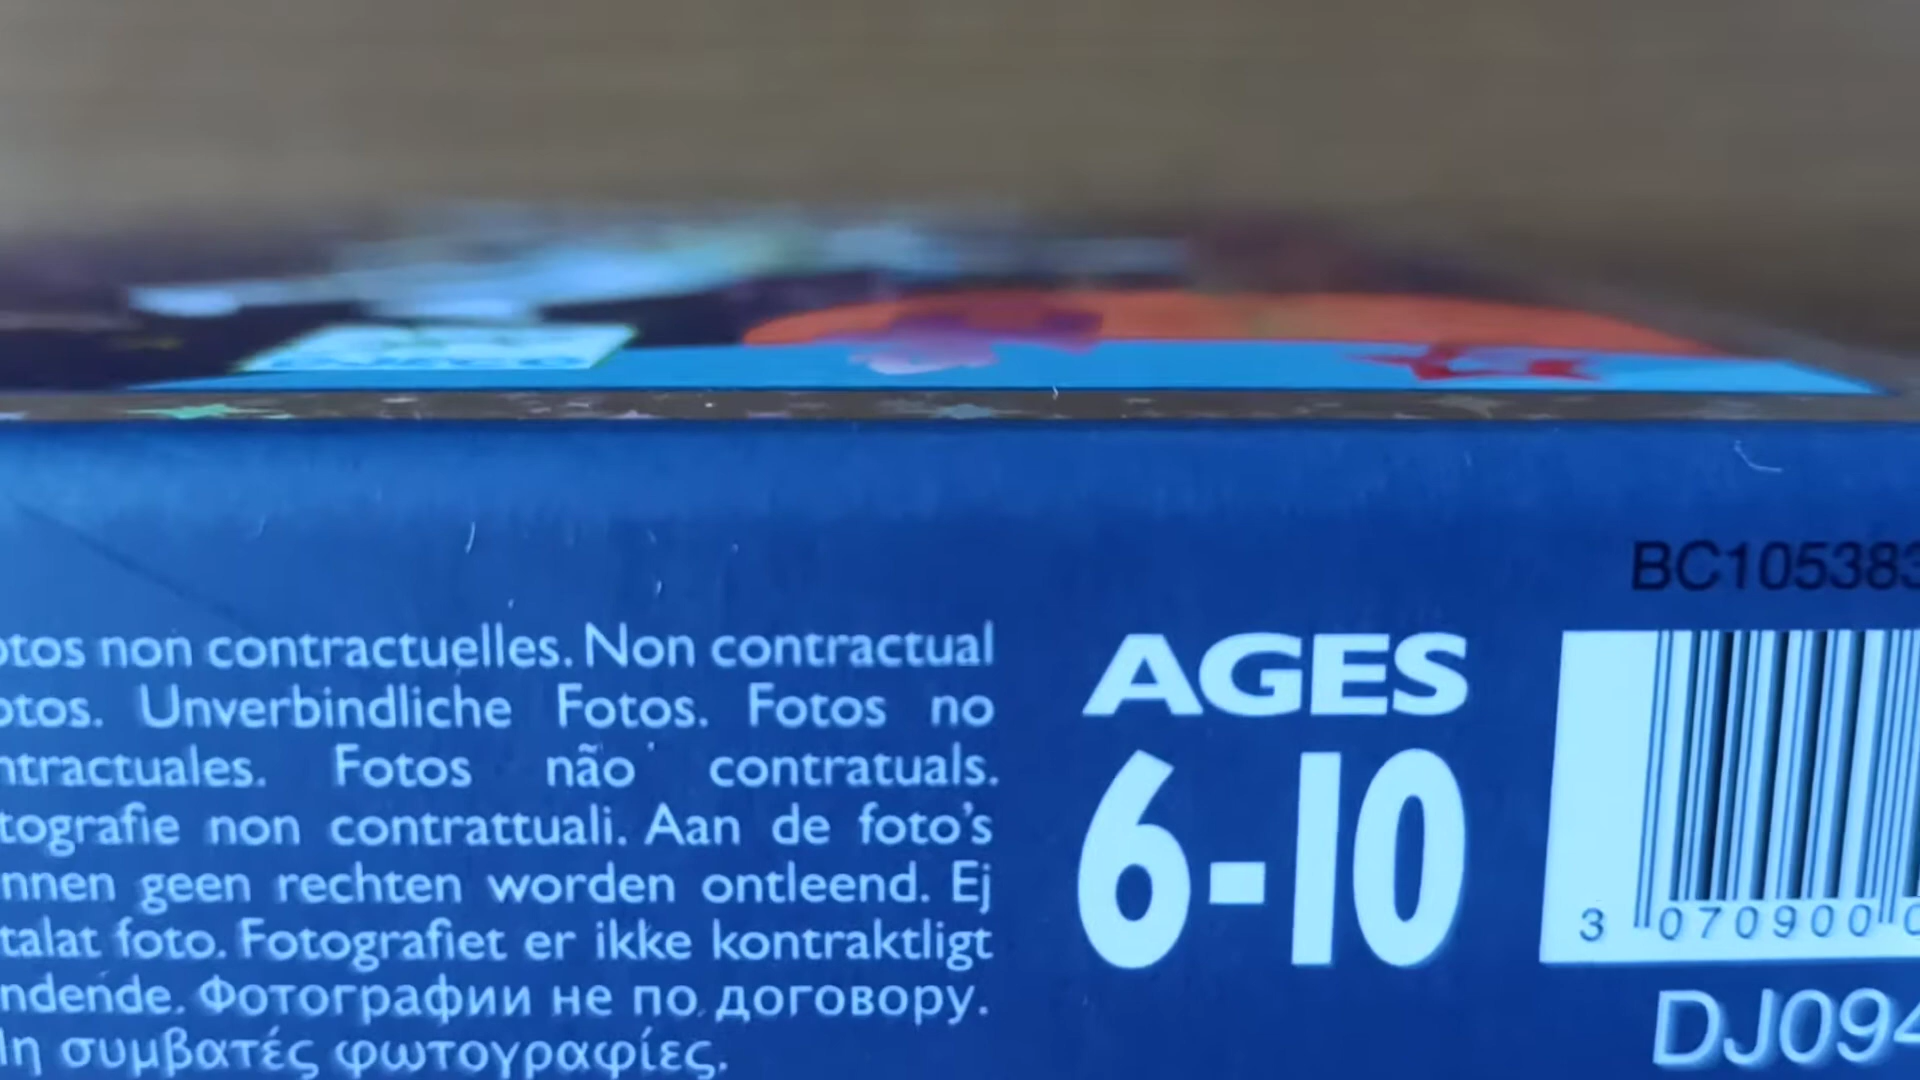 otos non contractuelles. Non contractual
otos. Unverbindliche Fotos. Fotos no
ntractuales. Fotos não contratuals.
tografie non contrattuali. Aan de foto's
nnen geen rechten worden ontleend. Ej
talat foto. Fotografiet er ikke kontraktligt
ndende. Фотографии не по договору.
Μη συμβατές φωτογραφίες.
AGES
6-10
BC105383
3 070900 0
DJ094